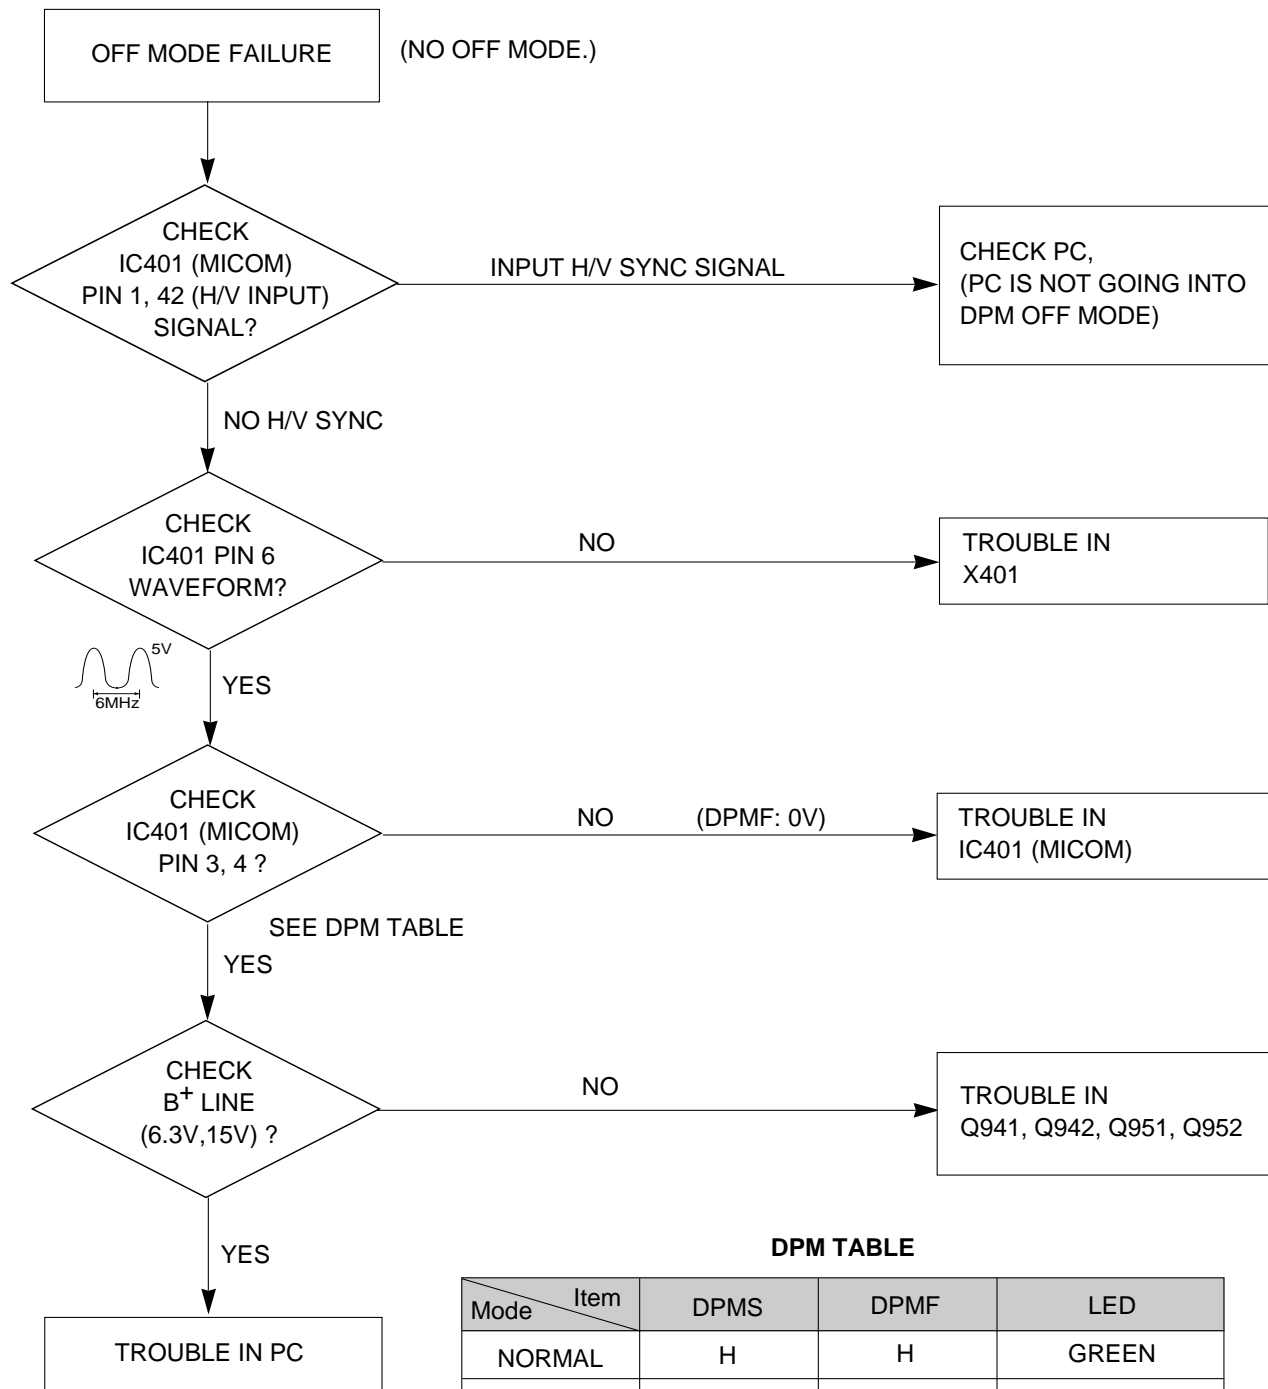 OFF MODE FAILURE
(NO OFF MODE.)
CHECK
IC401 (MICOM)
PIN 1, 42 (H/V INPUT)
SIGNAL?
INPUT H/V SYNC SIGNAL
CHECK PC,
(PC IS NOT GOING INTO
DPM OFF MODE)
NO H/V SYNC
CHECK
IC401 PIN 6
WAVEFORM?
NO
TROUBLE IN
X401
5V
6MHz
YES
CHECK
IC401 (MICOM)
PIN 3, 4 ?
NO (DPMF: 0V)
TROUBLE IN
IC401 (MICOM)
SEE DPM TABLE
YES
CHECK
B+ LINE
(6.3V,15V) ?
NO
TROUBLE IN
Q941, Q942, Q951, Q952
YES
TROUBLE IN PC
DPM TABLE
Mode Item DPMS DPMF LED
NORMAL H H GREEN